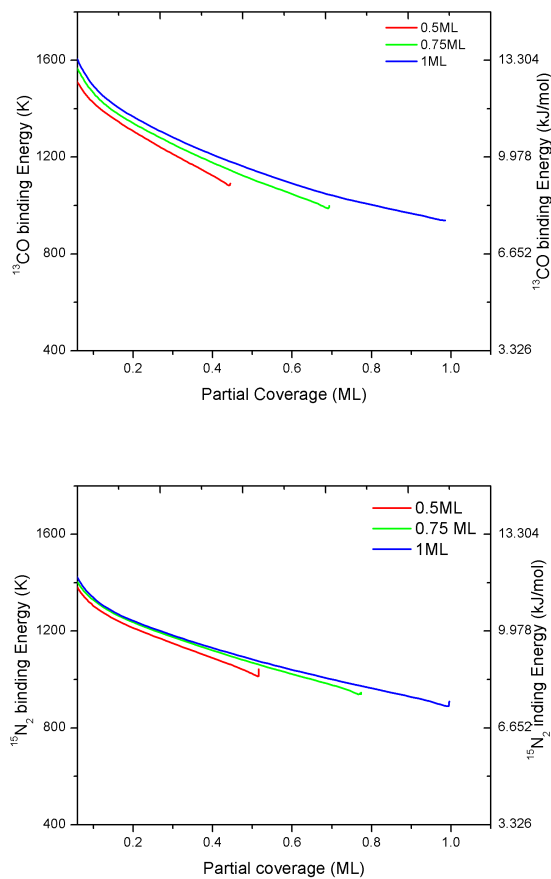 0.5ML
0.75ML
1ML
1600
1200
800
400
13.304
9.978
6.652
3.326
0.2
0.4
0.6
0.8
1.0
¹³CO binding Energy (K)
¹³CO binding Energy (kJ/mol)
Partial Coverage (ML)
0.5ML
0.75 ML
1ML
1600
1200
800
400
13.304
9.978
6.652
3.326
0.2
0.4
0.6
0.8
1.0
¹⁵N₂ binding Energy (K)
¹⁵N₂ inding Energy (kJ/mol)
Partial coverage (ML)